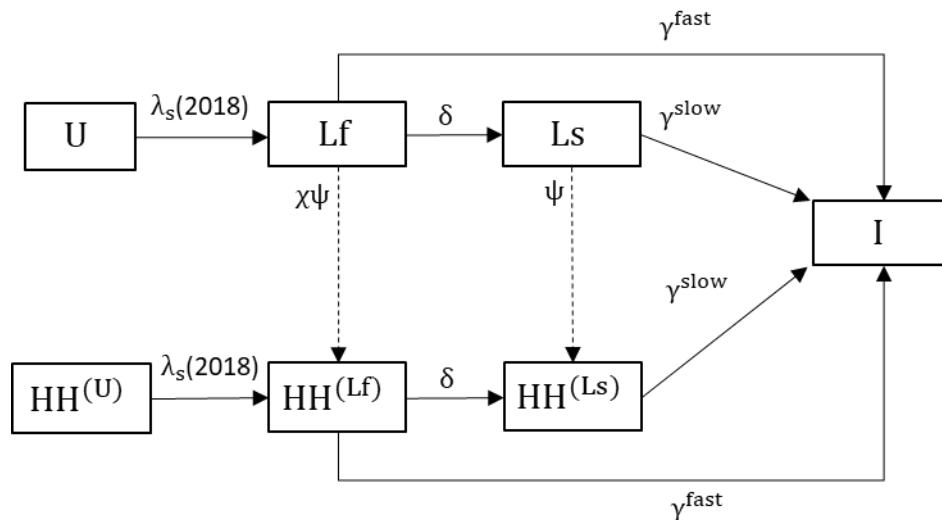 γ^fast
λₛ(2018)
δ
γ^slow
U
Lf
Ls
χψ
ψ
I
γ^slow
λₛ(2018)
δ
HH^(U)
HH^(Lf)
HH^(Ls)
γ^fast